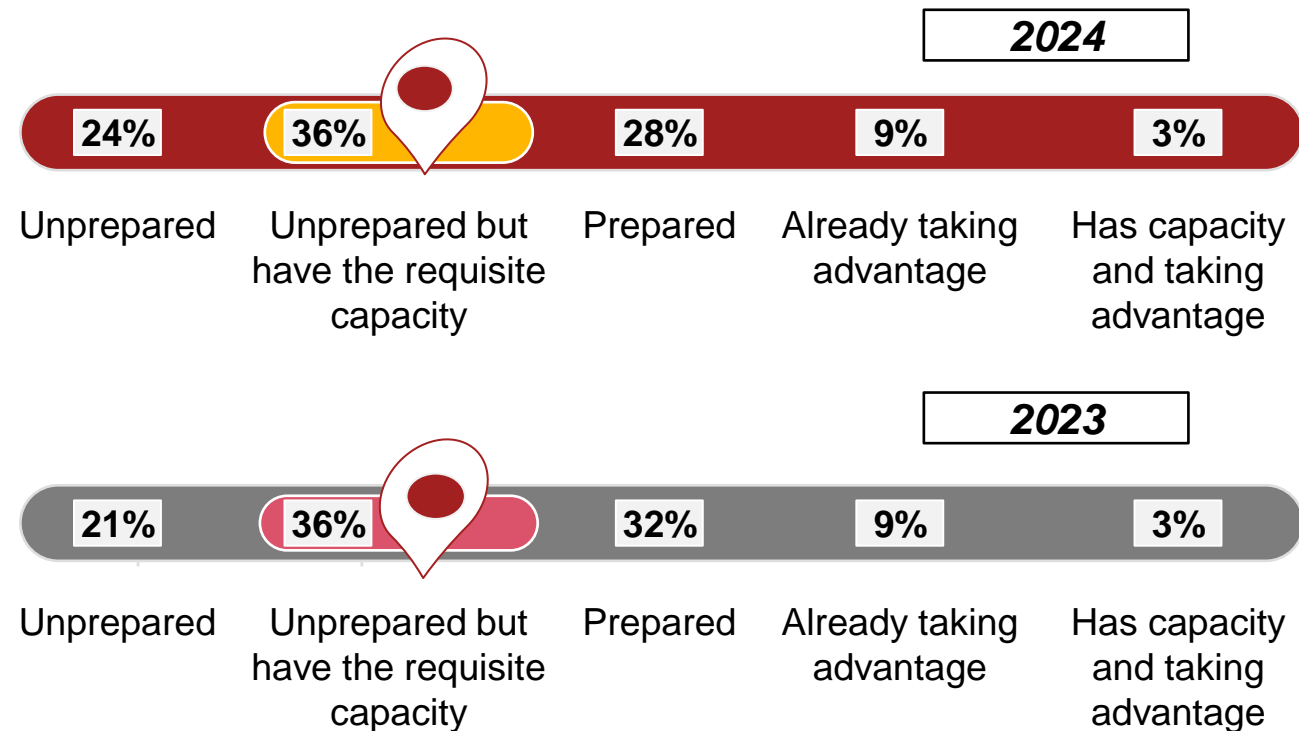 2024
24%
36%
28%
9%
3%
Unprepared
Unprepared but
have the requisite
capacity
Prepared
Already taking
advantage
Has capacity
and taking
advantage
2023
21%
36%
32%
9%
3%
Unprepared
Unprepared but
have the requisite
capacity
Prepared
Already taking
advantage
Has capacity
and taking
advantage